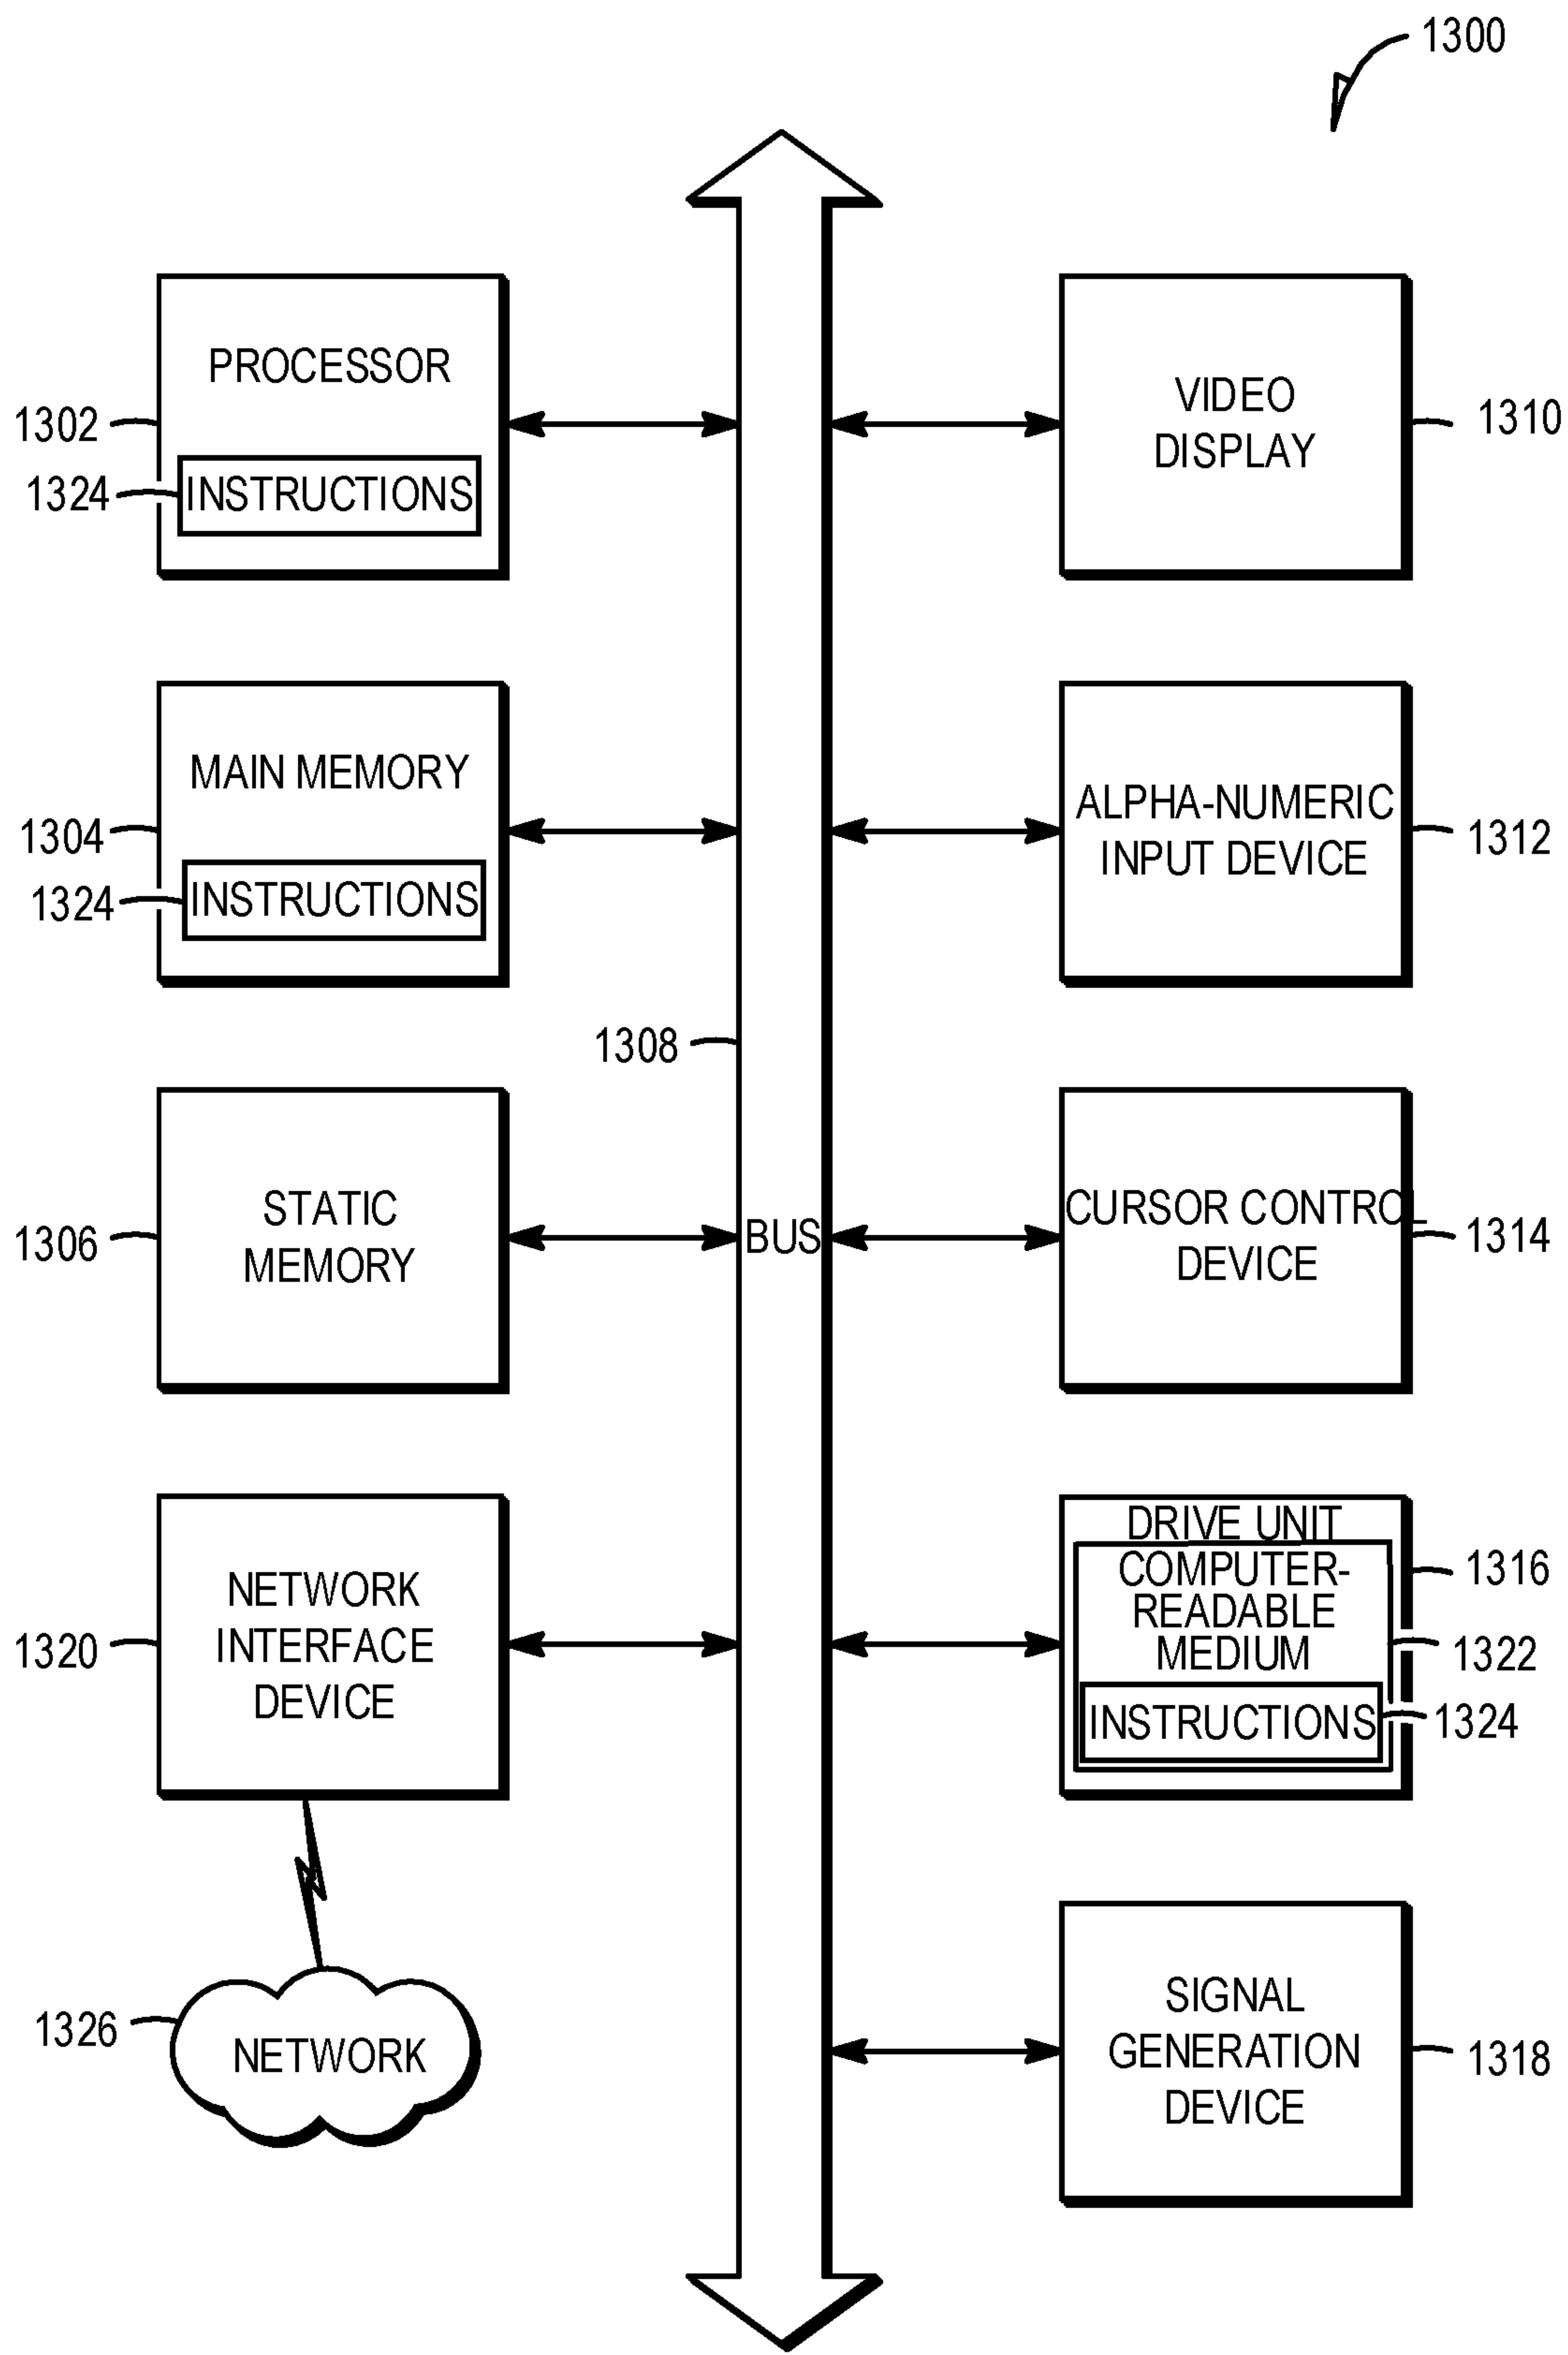 1300
PROCESSOR
1302
1324
INSTRUCTIONS
VIDEO
DISPLAY
1310
MAIN MEMORY
1304
1324
INSTRUCTIONS
ALPHA-NUMERIC
INPUT DEVICE
1312
1308
STATIC
MEMORY
1306
BUS
CURSOR CONTROL
DEVICE
1314
NETWORK
INTERFACE
DEVICE
1320
DRIVE UNIT
COMPUTER-
READABLE
MEDIUM
1316
1322
INSTRUCTIONS
1324
1326
NETWORK
SIGNAL
GENERATION
DEVICE
1318